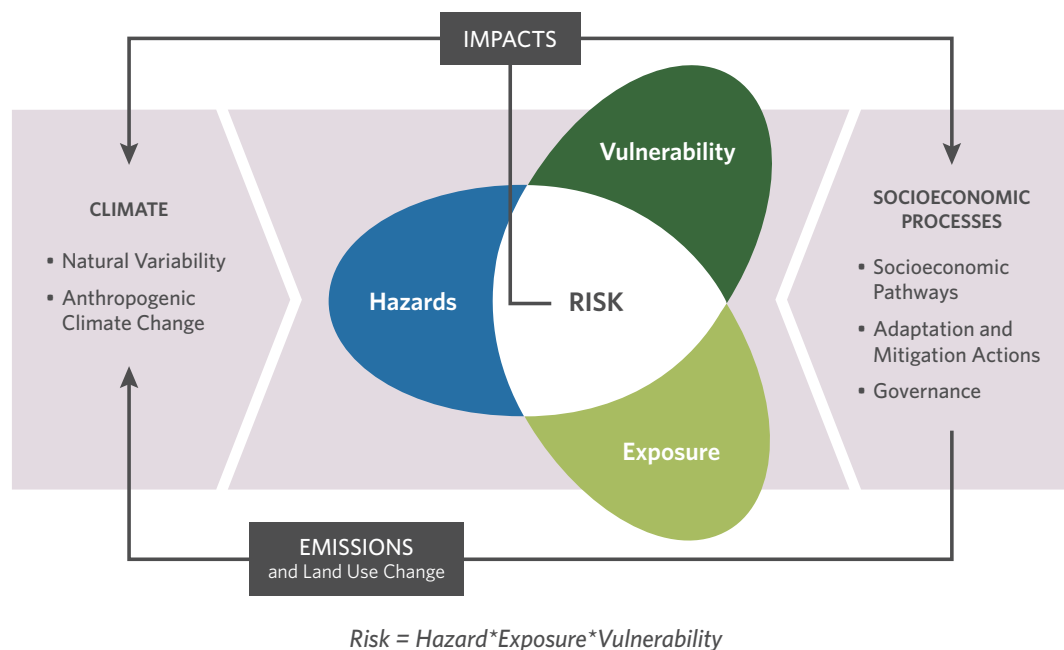 IMPACTS
Vulnerability
CLIMATE
• Natural Variability
• Anthropogenic
Climate Change
Hazards
RISK
SOCIOECONOMIC
PROCESSES
• Socioeconomic
Pathways
• Adaptation and
Mitigation Actions
• Governance
Exposure
EMISSIONS
and Land Use Change
Risk = Hazard*Exposure*Vulnerability